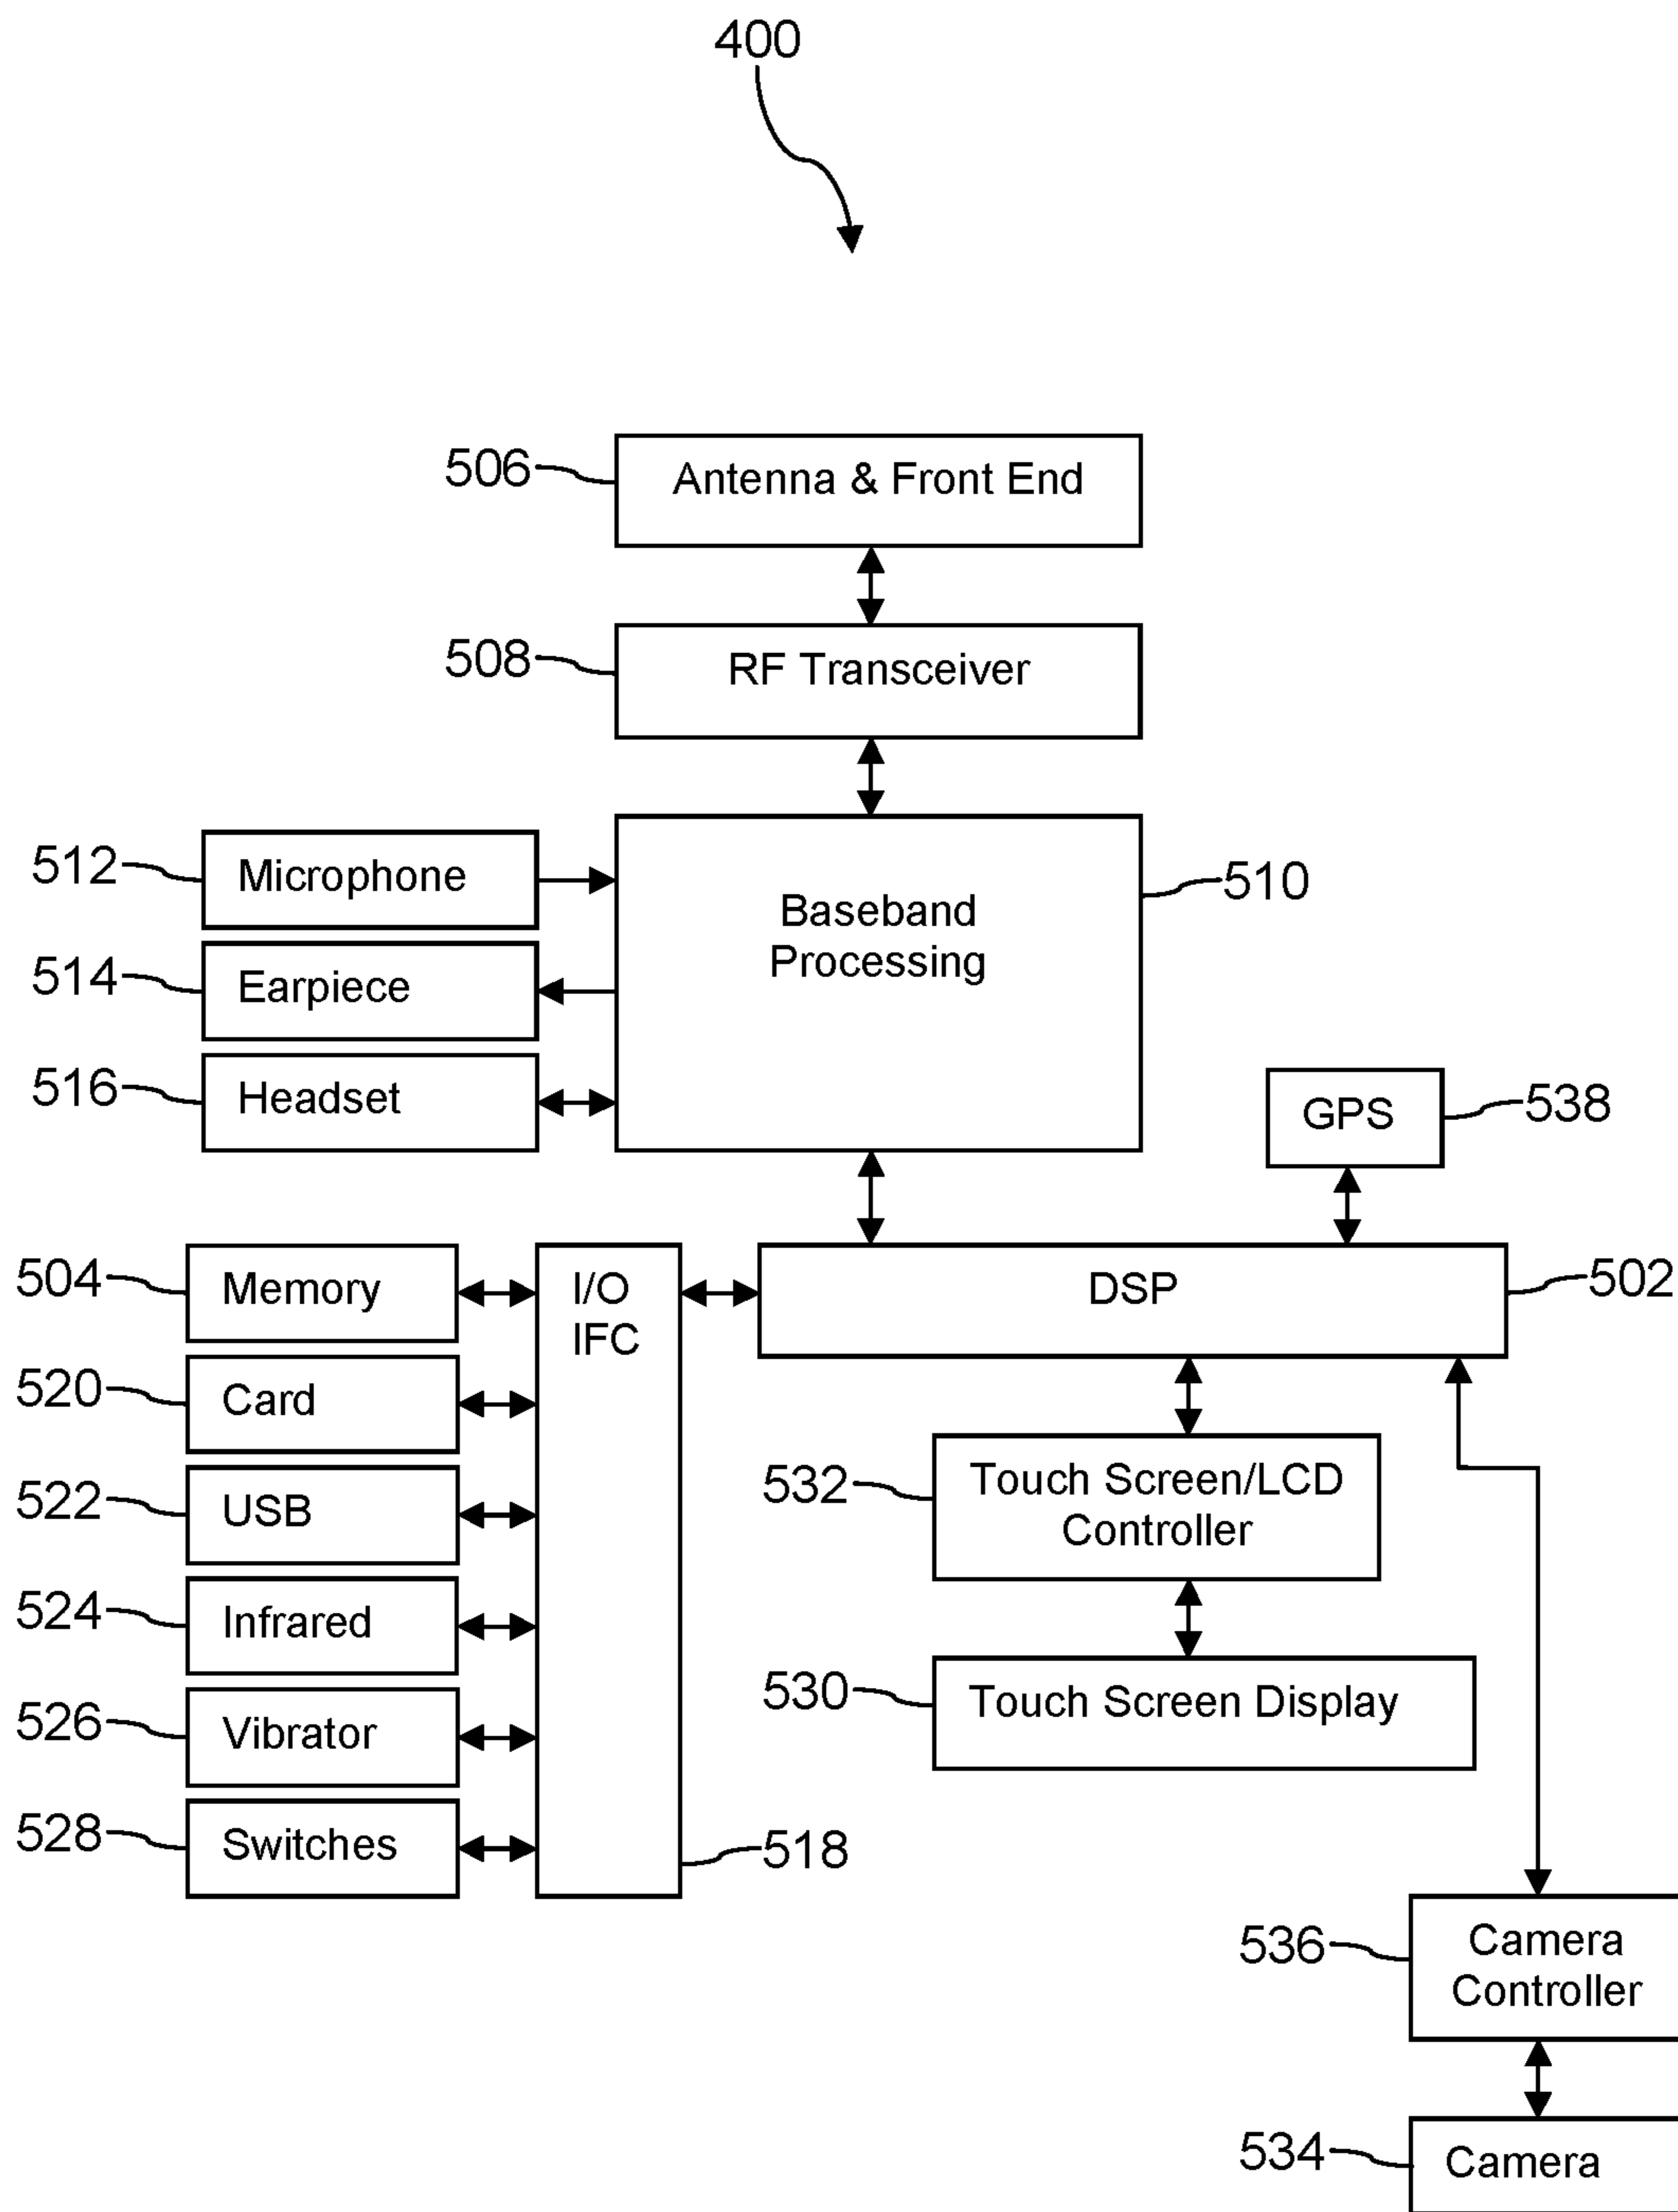 400
506
Antenna & Front End
508
RF Transceiver
512
Microphone
Baseband
Processing
510
514
Earpiece
516
Headset
GPS
538
504
Memory
I/O
IFC
DSP
502
520
Card
522
USB
532
Touch Screen/LCD
Controller
524
Infrared
526
Vibrator
530
Touch Screen Display
528
Switches
518
536
Camera
Controller
534
Camera